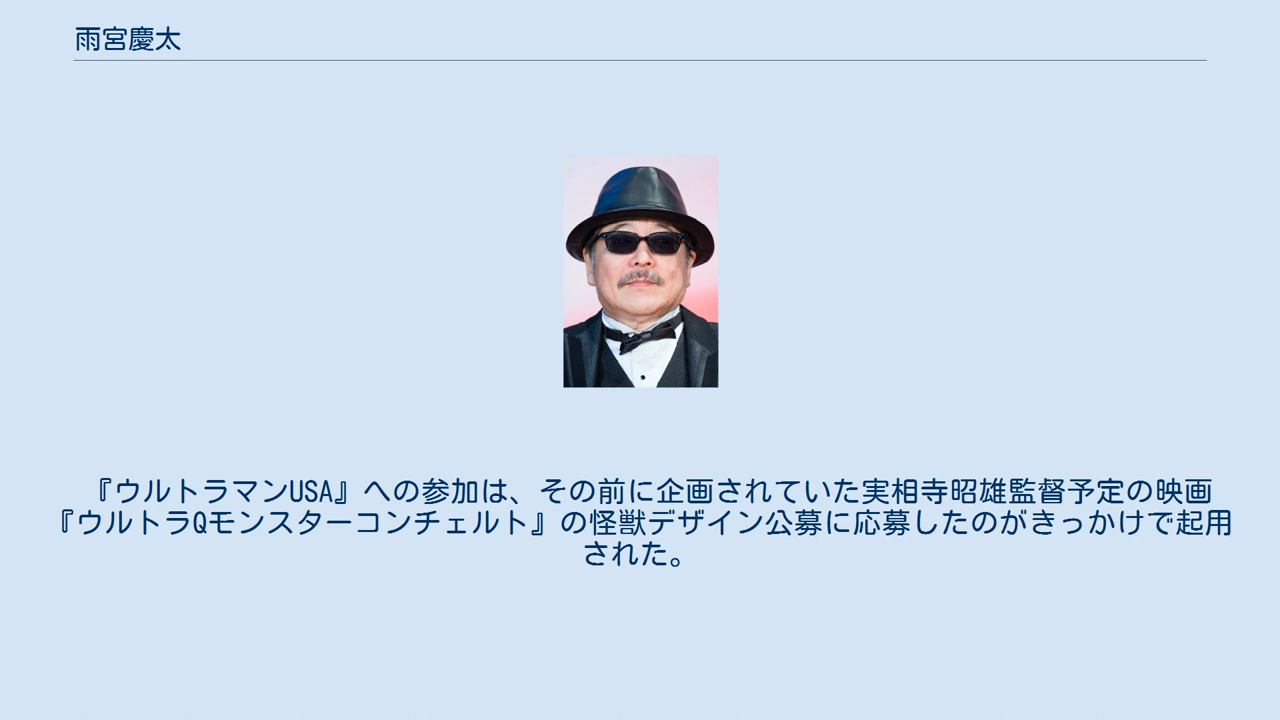 雨宮慶太
『ウルトラマンUSA』への参加は、その前に企画されていた実相寺昭雄監督予定の映画
『ウルトラQモンスターコンチェルト』の怪獣デザイン公募に応募したのがきっかけで起用
された。